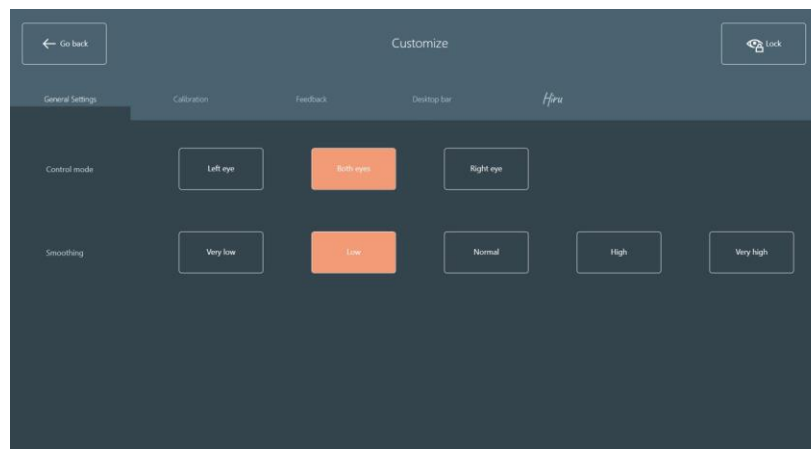 Go back
Customize
Lock
General Settings
Calibration
Feedback
Desktop bar
Hiru
Control mode
Left eye
Both eyes
Right eye
Smoothing
Very low
Low
Normal
High
Very high